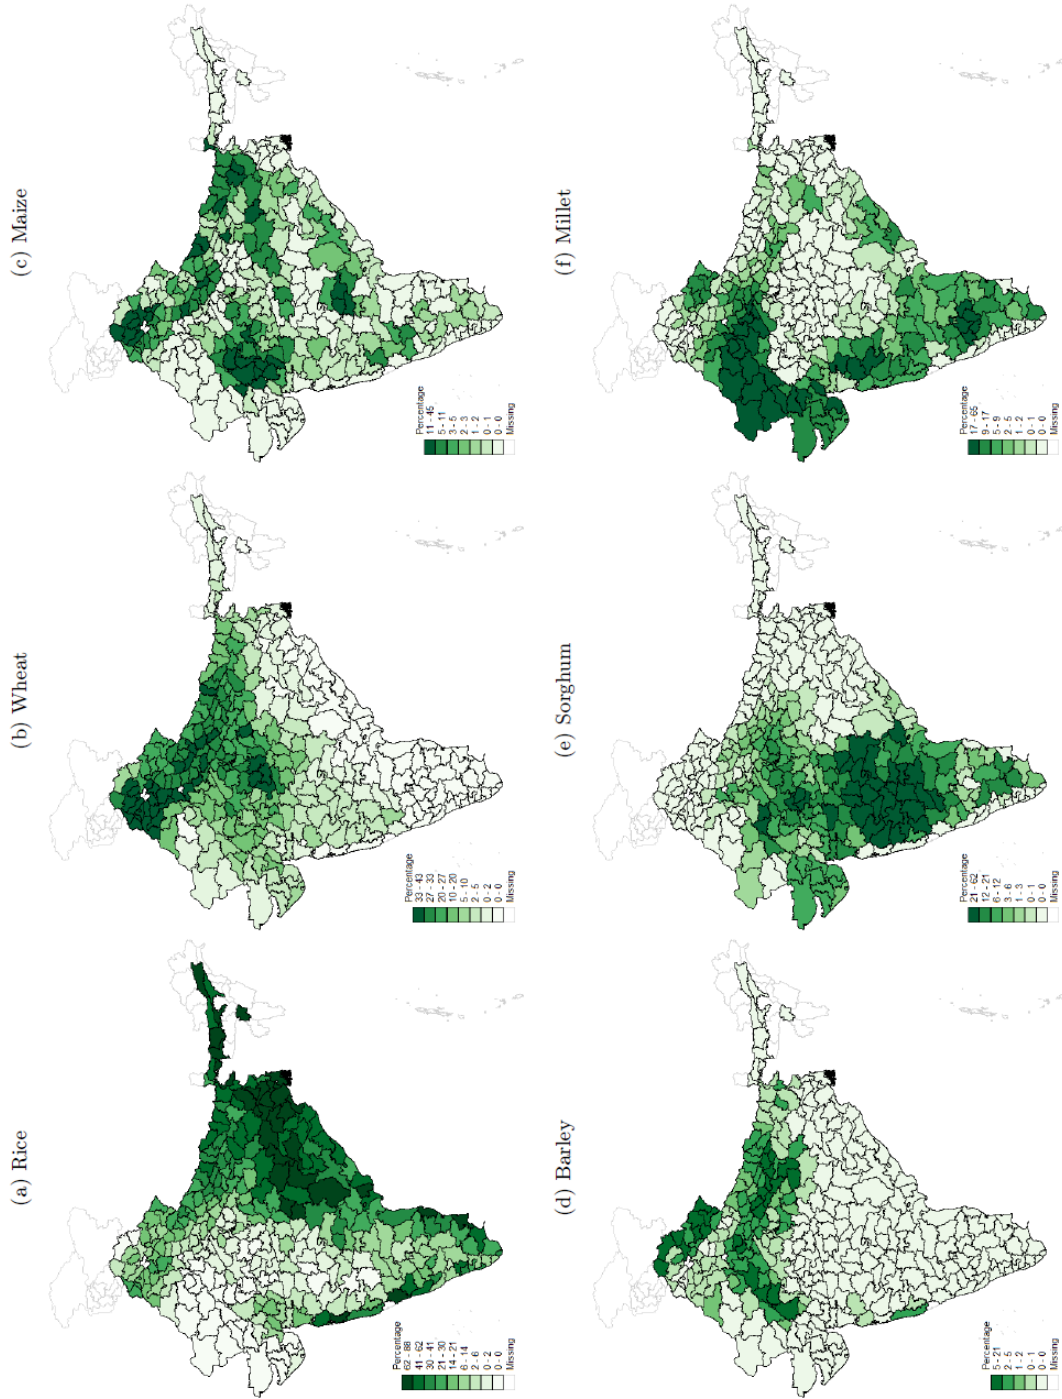 (a) Rice
Percentage
62 - 88
41 - 62
30 - 41
21 - 30
14 - 21
6 - 14
2 - 6
0 - 2
0 - 0
Missing
(b) Wheat
Percentage
33 - 43
27 - 33
20 - 27
10 - 20
5 - 10
2 - 5
0 - 2
0 - 0
Missing
(c) Maize
Percentage
11 - 45
5 - 11
3 - 5
2 - 3
1 - 2
0 - 1
0 - 0
Missing
(d) Barley
Percentage
5 - 21
2 - 5
1 - 2
0 - 1
0 - 0
Missing
(e) Sorghum
Percentage
21 - 62
12 - 21
6 - 12
3 - 6
1 - 3
0 - 1
0 - 0
Missing
(f) Millet
Percentage
17 - 65
9 - 17
5 - 9
2 - 5
1 - 2
0 - 1
0 - 0
Missing